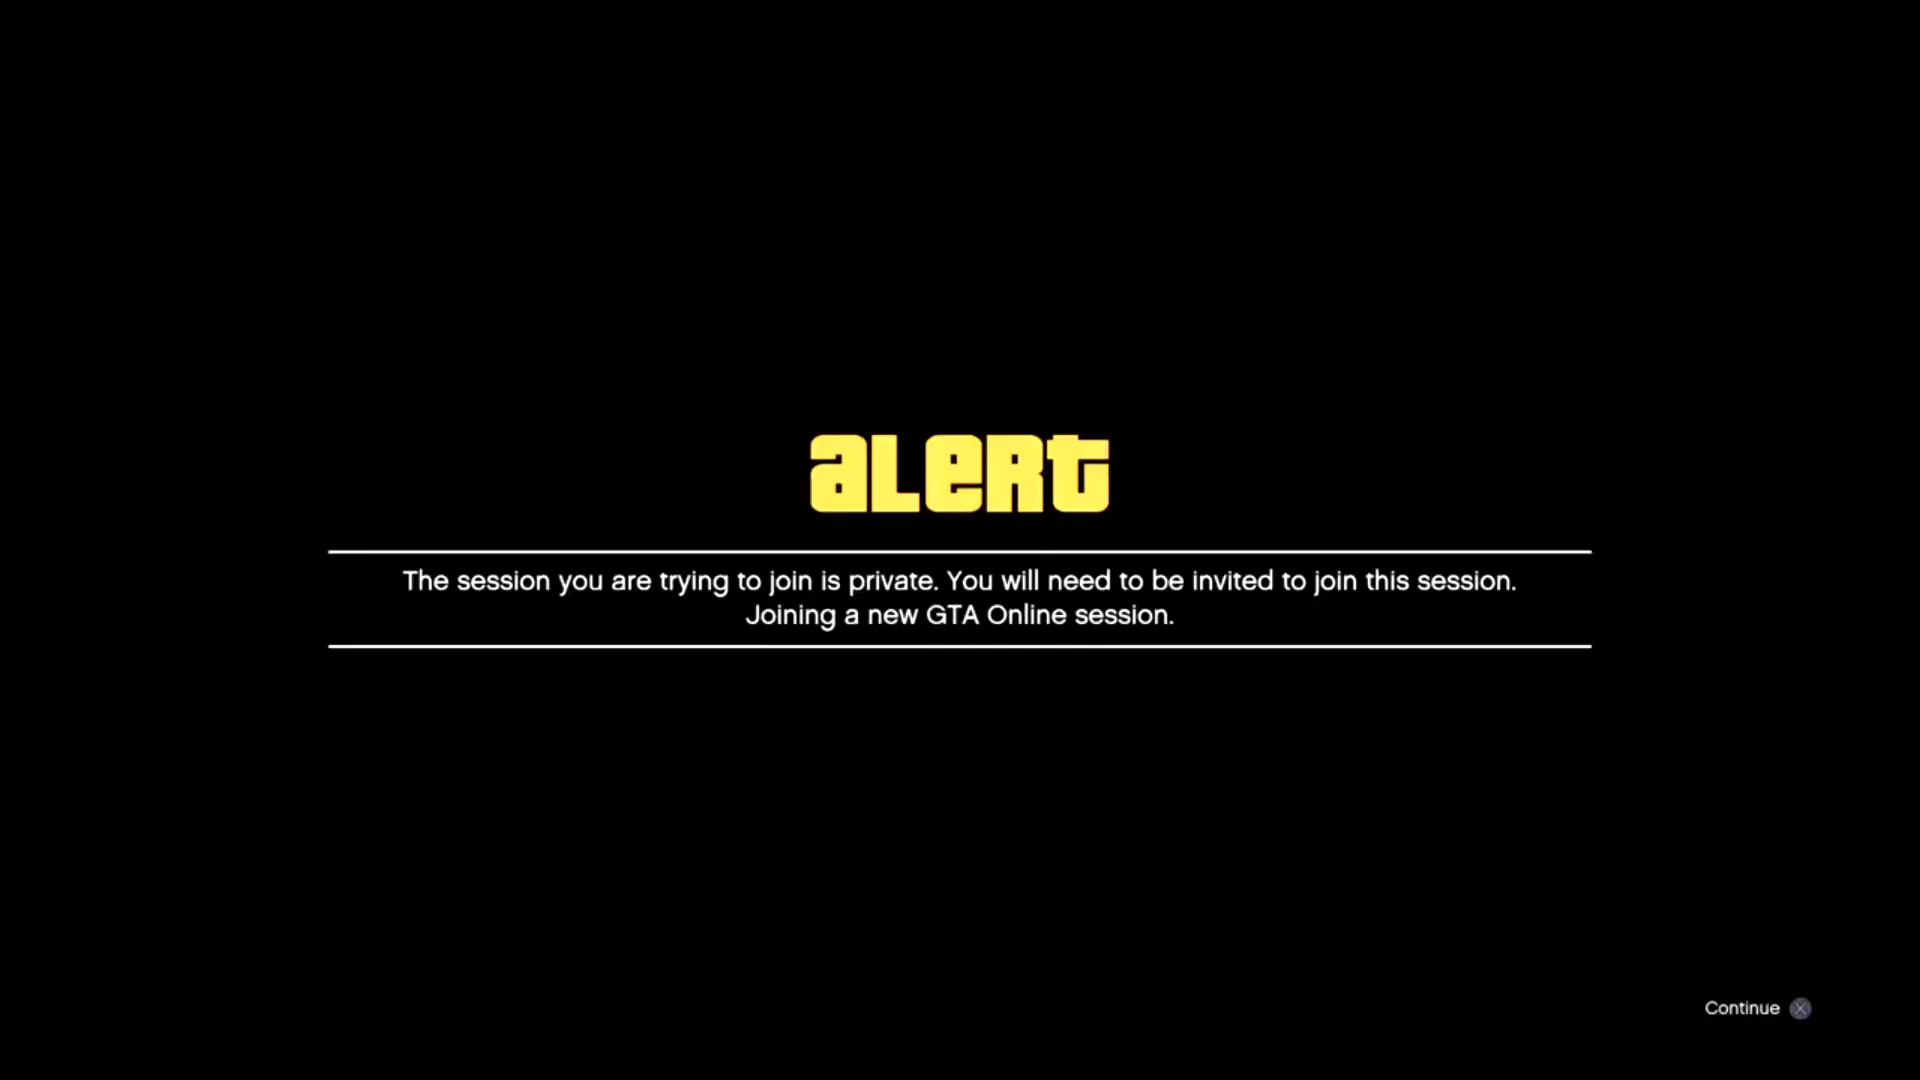 aLeRt
The session you are trying to join is private. You will need to be invited to join this session.
Joining a new GTA Online session.
Continue